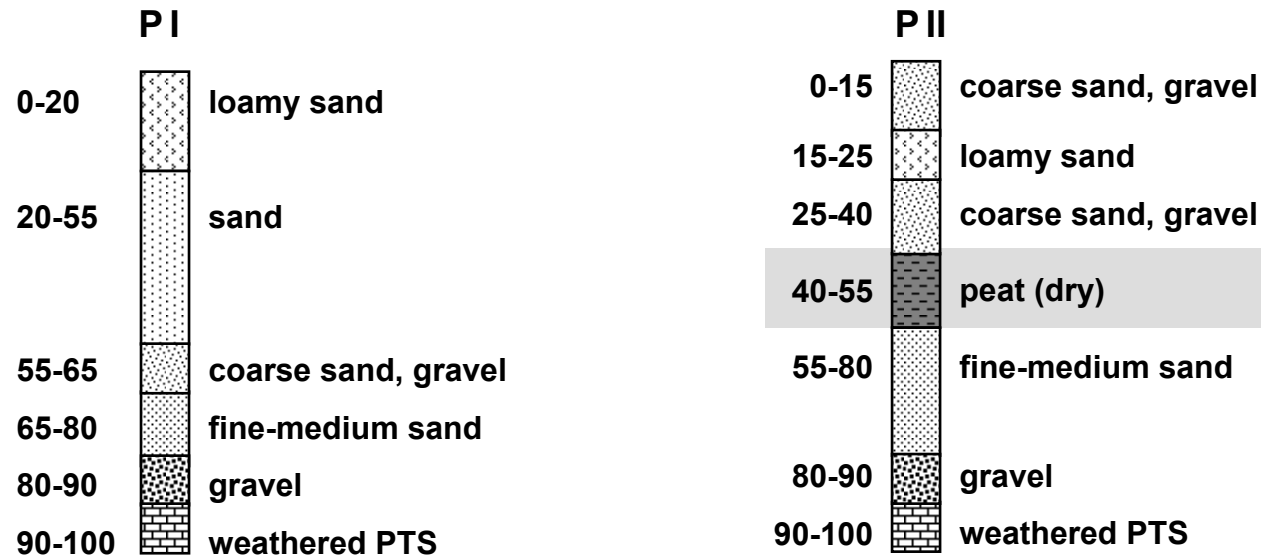 P I
0-20 loamy sand
20-55 sand
55-65 coarse sand, gravel
65-80 fine-medium sand
80-90 gravel
90-100 weathered PTS
P II
0-15 coarse sand, gravel
15-25 loamy sand
25-40 coarse sand, gravel
40-55 peat (dry)
55-80 fine-medium sand
80-90 gravel
90-100 weathered PTS